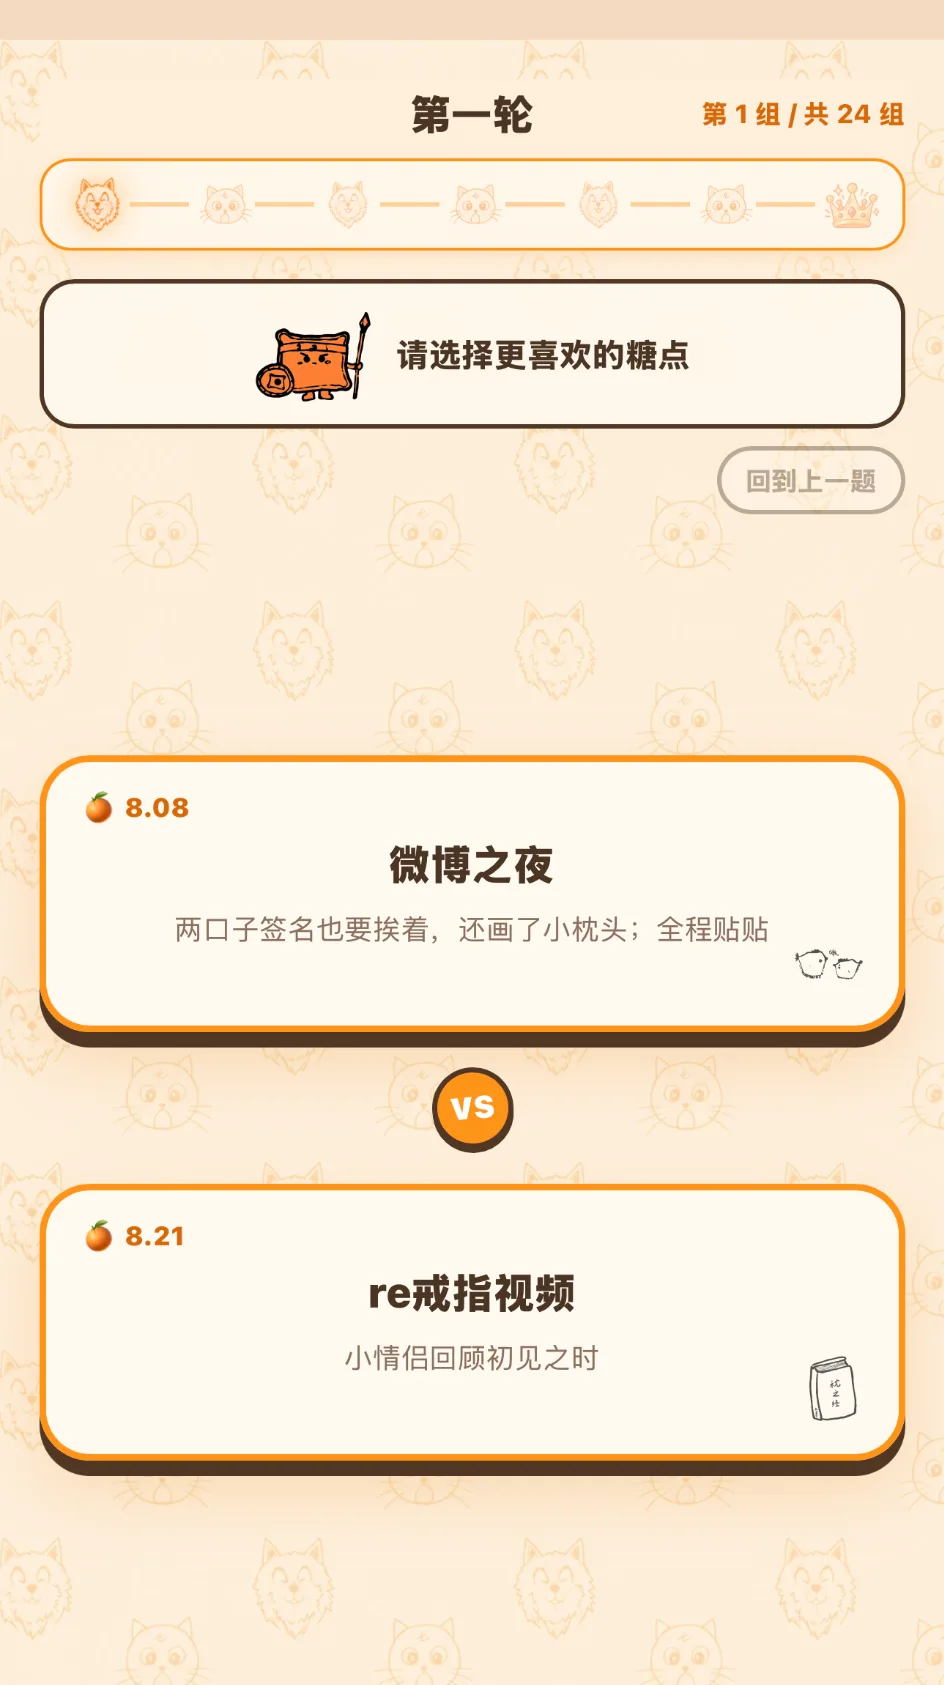 第一轮
第 1 组 / 共 24 组
请选择更喜欢的糖点
回到上一题
8.08
微博之夜
两口子签名也要挨着，还画了小枕头；全程贴贴
VS
8.21
re戒指视频
小情侣回顾初见之时